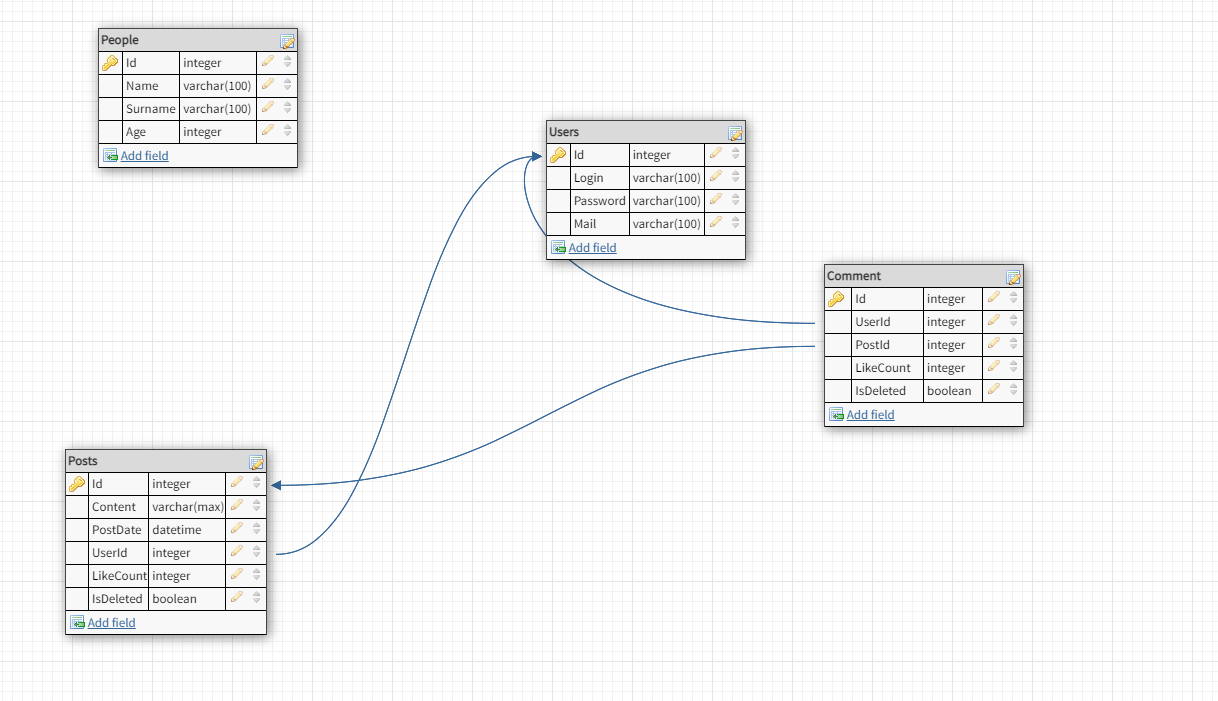 People
Id integer
Name varchar(100)
Surname varchar(100)
Age integer
Add field
Users
Id integer
Login varchar(100)
Password varchar(100)
Mail varchar(100)
Add field
Comment
Id integer
UserId integer
PostId integer
LikeCount integer
IsDeleted boolean
Add field
Posts
Id integer
Content varchar(max)
PostDate datetime
UserId integer
LikeCount integer
IsDeleted boolean
Add field